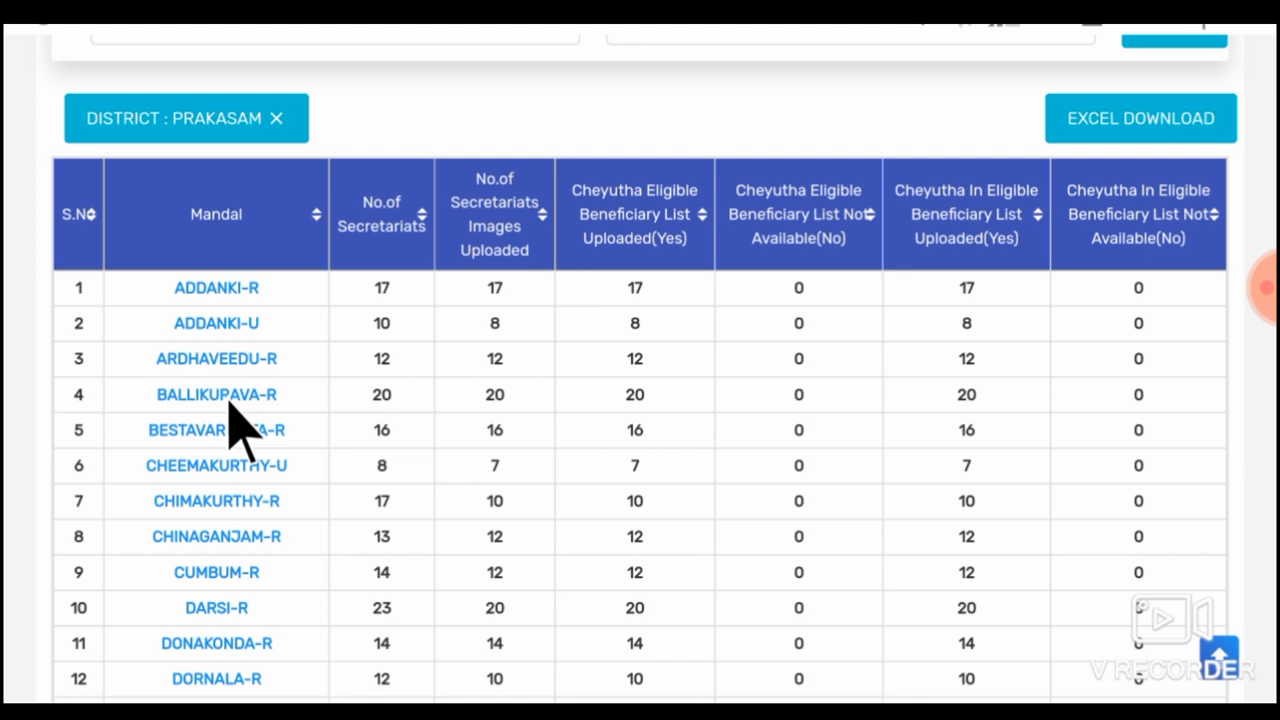 DISTRICT : PRAKASAM ✕ EXCEL DOWNLOAD
S.No Mandal No.of Secretariats No.of Secretariats Images Uploaded Cheyutha Eligible Beneficiary List Uploaded(Yes) Cheyutha Eligible Beneficiary List Not Available(No) Cheyutha In Eligible Beneficiary List Uploaded(Yes) Cheyutha In Eligible Beneficiary List Not Available(No)
1 ADDANKI-R 17 17 17 0 17 0
2 ADDANKI-U 10 8 8 0 8 0
3 ARDHAVEEDU-R 12 12 12 0 12 0
4 BALLIKURAVA-R 20 20 20 0 20 0
5 16 16 16 0 16 0
6 CHEEMAKURTHY-U 8 7 7 0 7 0
7 CHIMAKURTHY-R 17 10 10 0 10 0
8 CHINAGANJAM-R 13 12 12 0 12 0
9 CUMBUM-R 14 12 12 0 12 0
10 DARSI-R 23 20 20 0 20 0
11 DONAKONDA-R 14 14 14 0 14 0
12 DORNALA-R 12 10 10 0 10 0
V RECORDER